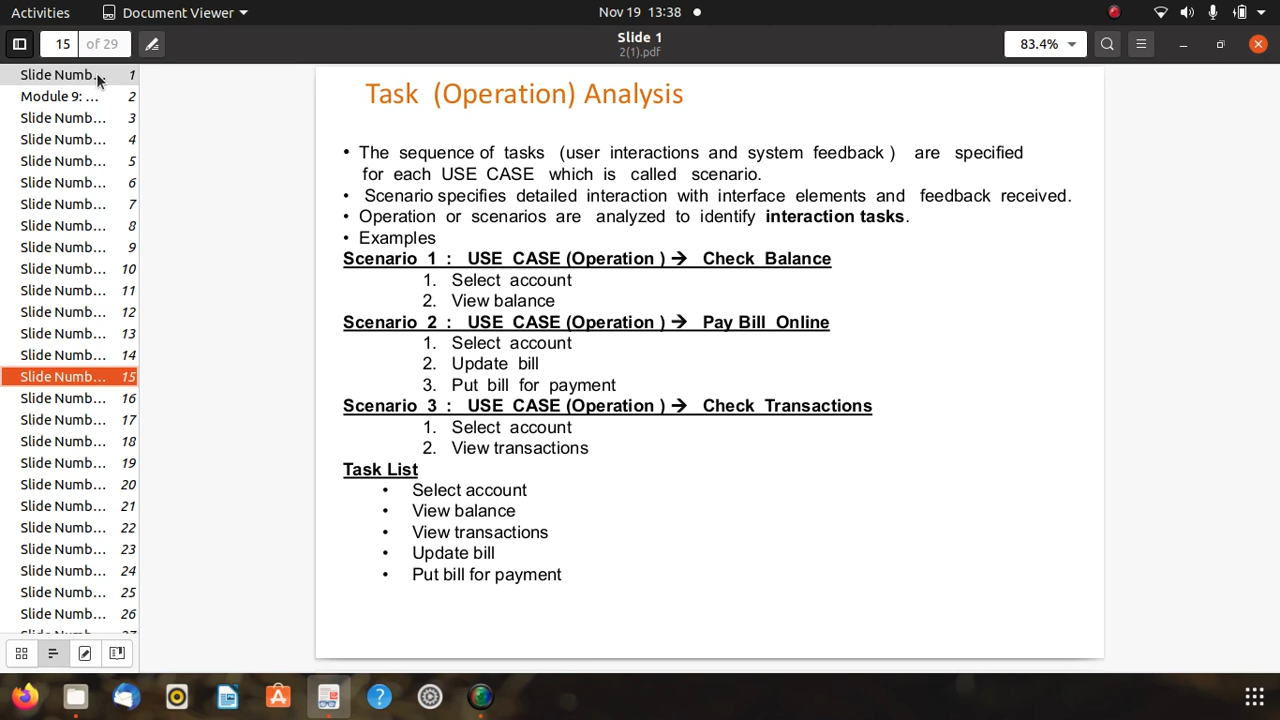 Activities
Document Viewer
Nov 19 13:38
15 of 29
Slide 1
2(1).pdf
83.4%
Slide Numb... 1
Module 9: ... 2
Slide Numb... 3
Slide Numb... 4
Slide Numb... 5
Slide Numb... 6
Slide Numb... 7
Slide Numb... 8
Slide Numb... 9
Slide Numb... 10
Slide Numb... 11
Slide Numb... 12
Slide Numb... 13
Slide Numb... 14
Slide Numb... 15
Slide Numb... 16
Slide Numb... 17
Slide Numb... 18
Slide Numb... 19
Slide Numb... 20
Slide Numb... 21
Slide Numb... 22
Slide Numb... 23
Slide Numb... 24
Slide Numb... 25
Slide Numb... 26
Task (Operation) Analysis
• The sequence of tasks (user interactions and system feedback ) are specified
for each USE CASE which is called scenario.
• Scenario specifies detailed interaction with interface elements and feedback received.
• Operation or scenarios are analyzed to identify interaction tasks.
• Examples
Scenario 1 : USE CASE (Operation ) → Check Balance
1. Select account
2. View balance
Scenario 2 : USE CASE (Operation ) → Pay Bill Online
1. Select account
2. Update bill
3. Put bill for payment
Scenario 3 : USE CASE (Operation ) → Check Transactions
1. Select account
2. View transactions
Task List
• Select account
• View balance
• View transactions
• Update bill
• Put bill for payment